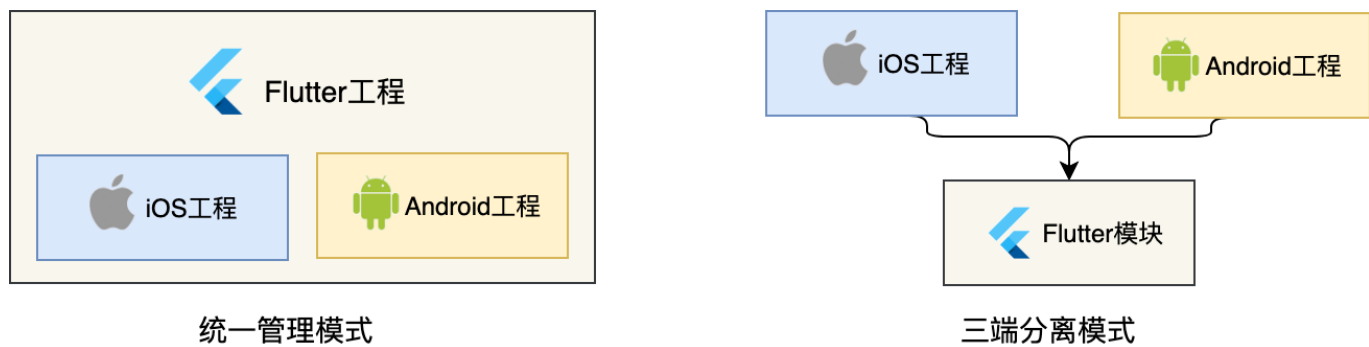 Flutter工程
iOS工程
Android工程
统一管理模式
iOS工程
Android工程
Flutter模块
三端分离模式